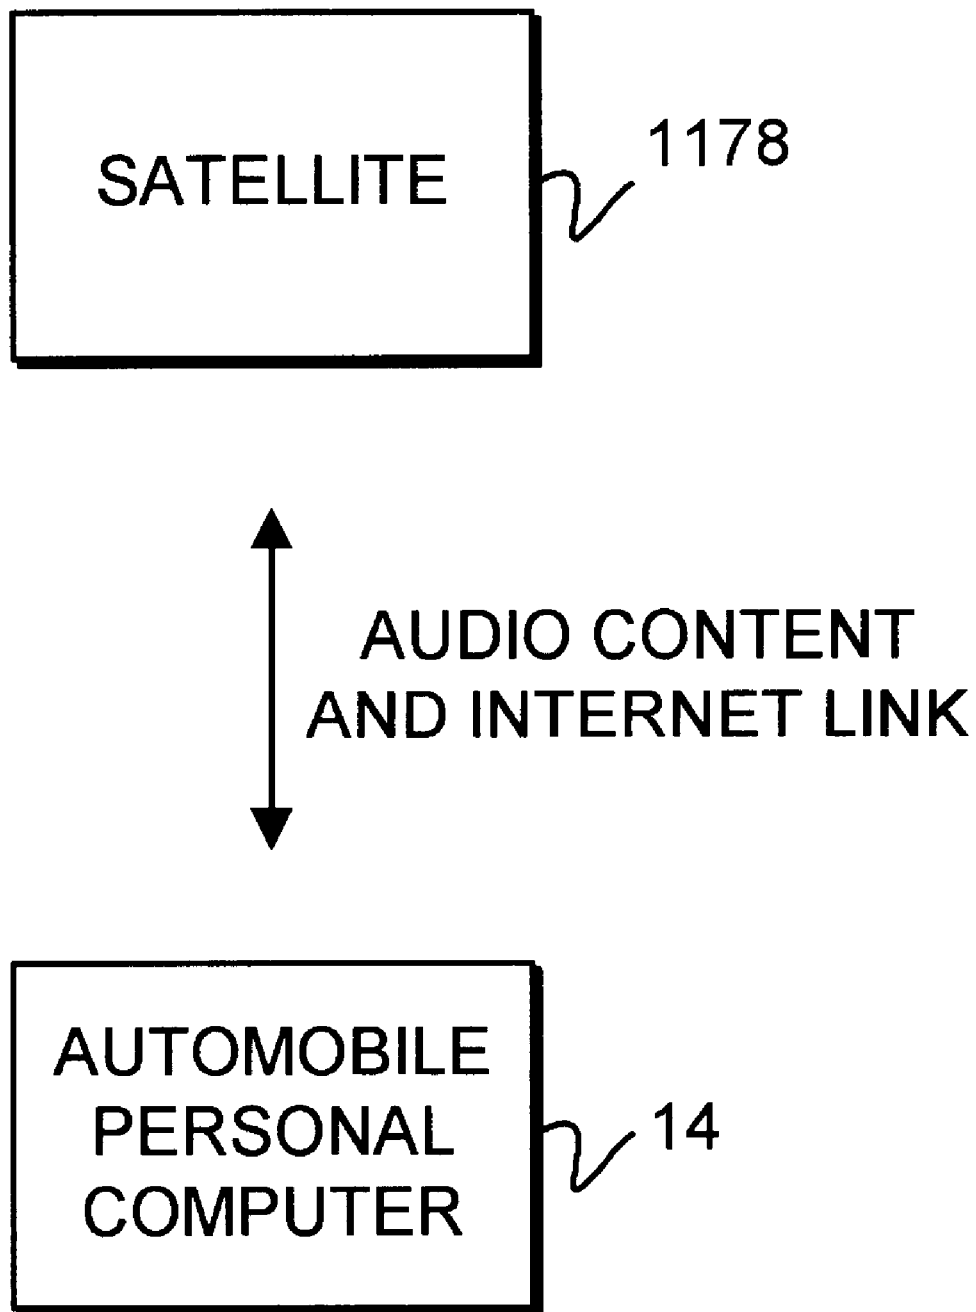 SATELLITE
1178
AUDIO CONTENT
AND INTERNET LINK
AUTOMOBILE
PERSONAL
COMPUTER
14